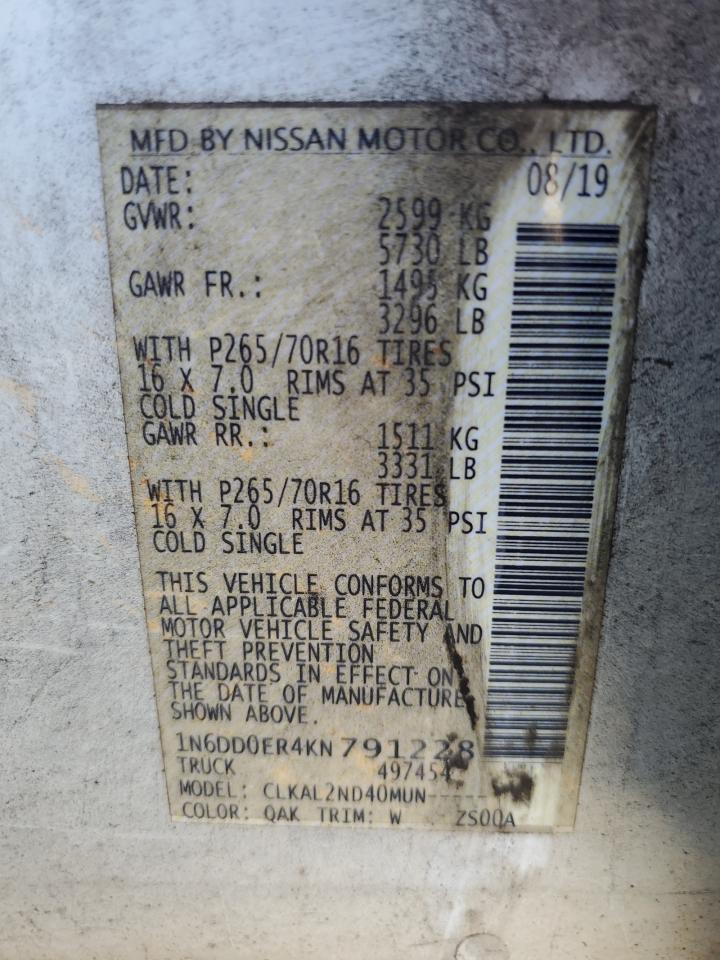 MFD BY NISSAN MOTOR CO., LTD.
DATE: 08/19
GVWR: 2599 KG
5730 LB
GAWR FR.: 1495 KG
3296 LB
WITH P265/70R16 TIRES
16 X 7.0 RIMS AT 35 PSI
COLD SINGLE
GAWR RR.: 1511 KG
3331 LB
WITH P265/70R16 TIRES
16 X 7.0 RIMS AT 35 PSI
COLD SINGLE
THIS VEHICLE CONFORMS TO
ALL APPLICABLE FEDERAL
MOTOR VEHICLE SAFETY AND
THEFT PREVENTION
STANDARDS IN EFFECT ON
THE DATE OF MANUFACTURE
SHOWN ABOVE.
1N6DD0ER4KN791228
TRUCK 497454
MODEL: CLKAL2ND40MUN-----
COLOR: QAK TRIM: W ZS00A